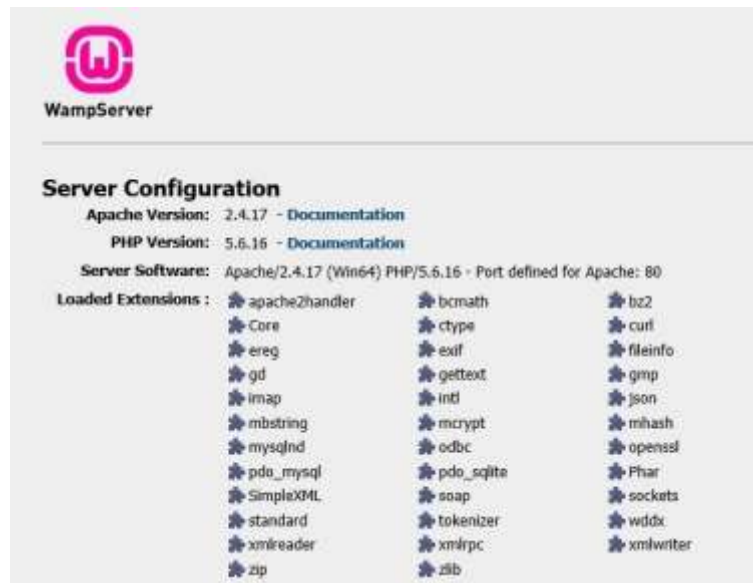 WampServer
Server Configuration
Apache Version: 2.4.17 - Documentation
PHP Version: 5.6.16 - Documentation
Server Software: Apache/2.4.17 (Win64) PHP/5.6.16 - Port defined for Apache: 80
Loaded Extensions : apache2handler bcmath bz2
Core ctype curl
ereg exif fileinfo
gd gettext gmp
imap intl json
mbstring mcrypt mhash
mysqlnd odbc openssl
pdo_mysql pdo_sqlite Phar
SimpleXML soap sockets
standard tokenizer wddx
xmlreader xmlrpc xmlwriter
zip zlib